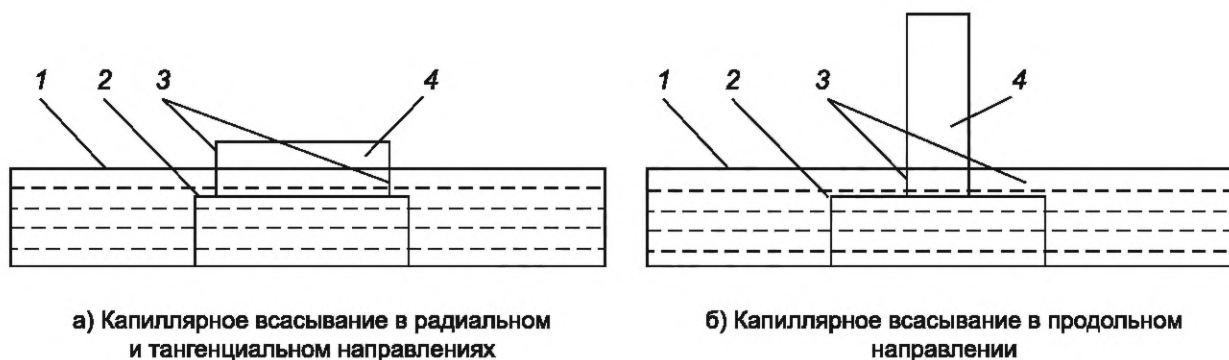 1 2 3 4
1 2 3 4
а) Капиллярное всасывание в радиальном
и тангенциальном направлениях
б) Капиллярное всасывание в продольном
направлении